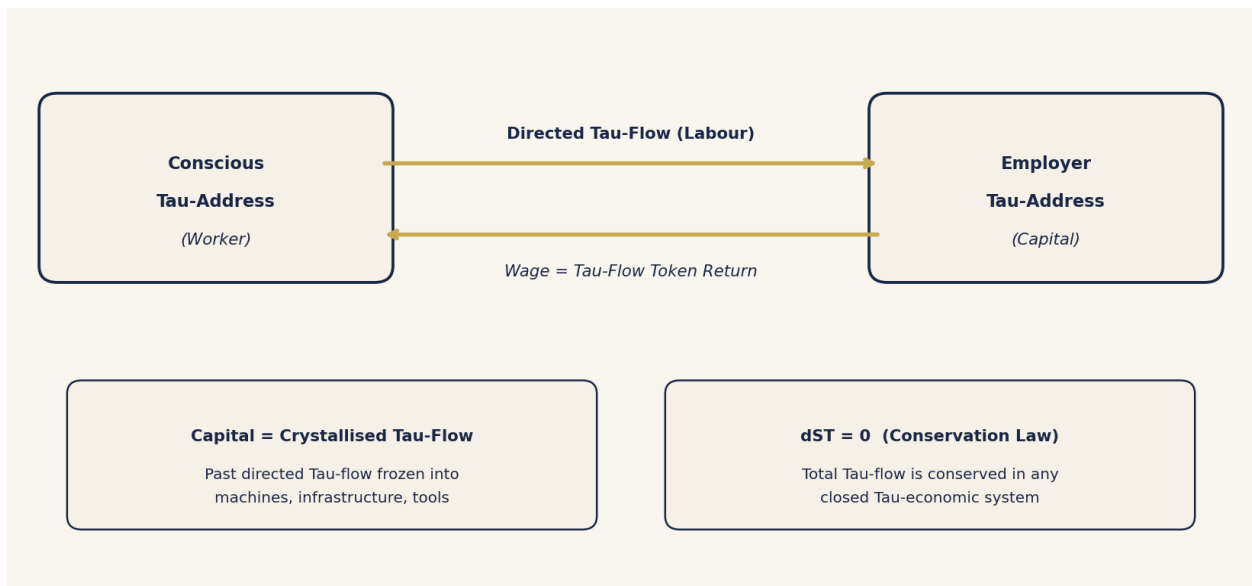 Directed Tau-Flow (Labour)
Conscious
Tau-Address
(Worker)
Employer
Tau-Address
(Capital)
Wage = Tau-Flow Token Return
Capital = Crystallised Tau-Flow
Past directed Tau-flow frozen into
machines, infrastructure, tools
dST = 0  (Conservation Law)
Total Tau-flow is conserved in any
closed Tau-economic system